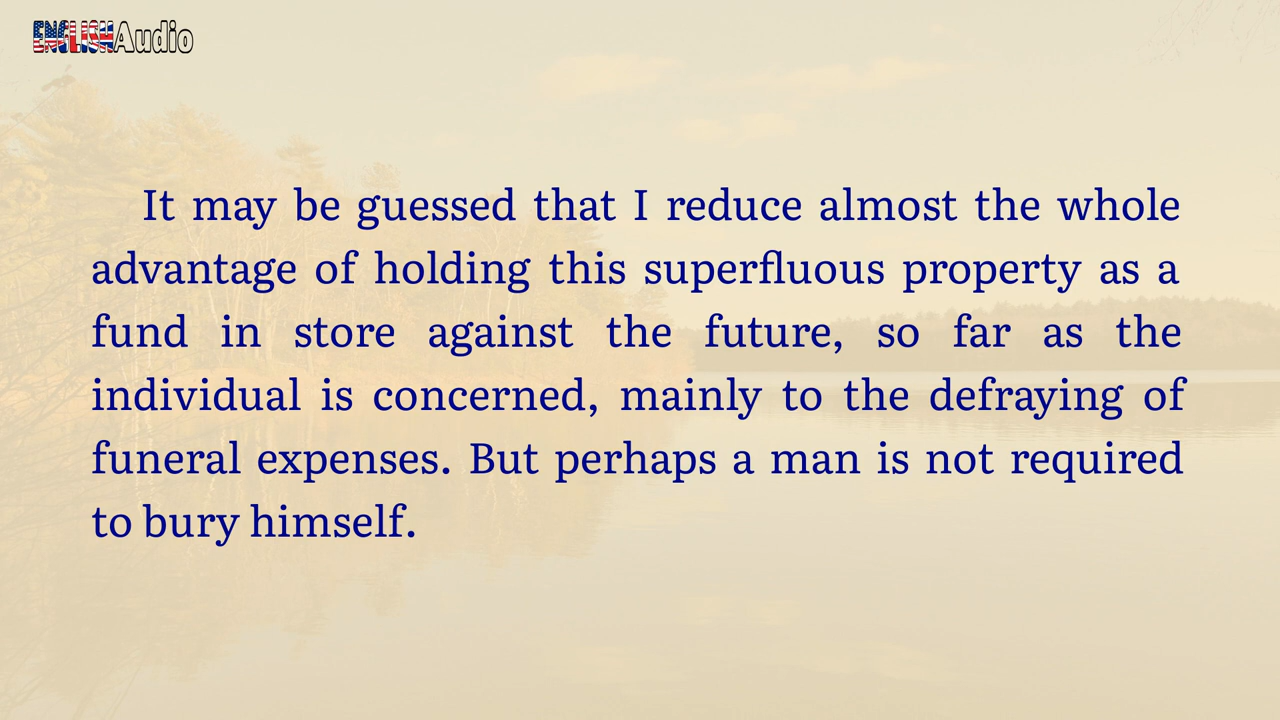 ENGLISHAudio
It may be guessed that I reduce almost the whole
advantage of holding this superfluous property as a
fund in store against the future, so far as the
individual is concerned, mainly to the defraying of
funeral expenses. But perhaps a man is not required
to bury himself.